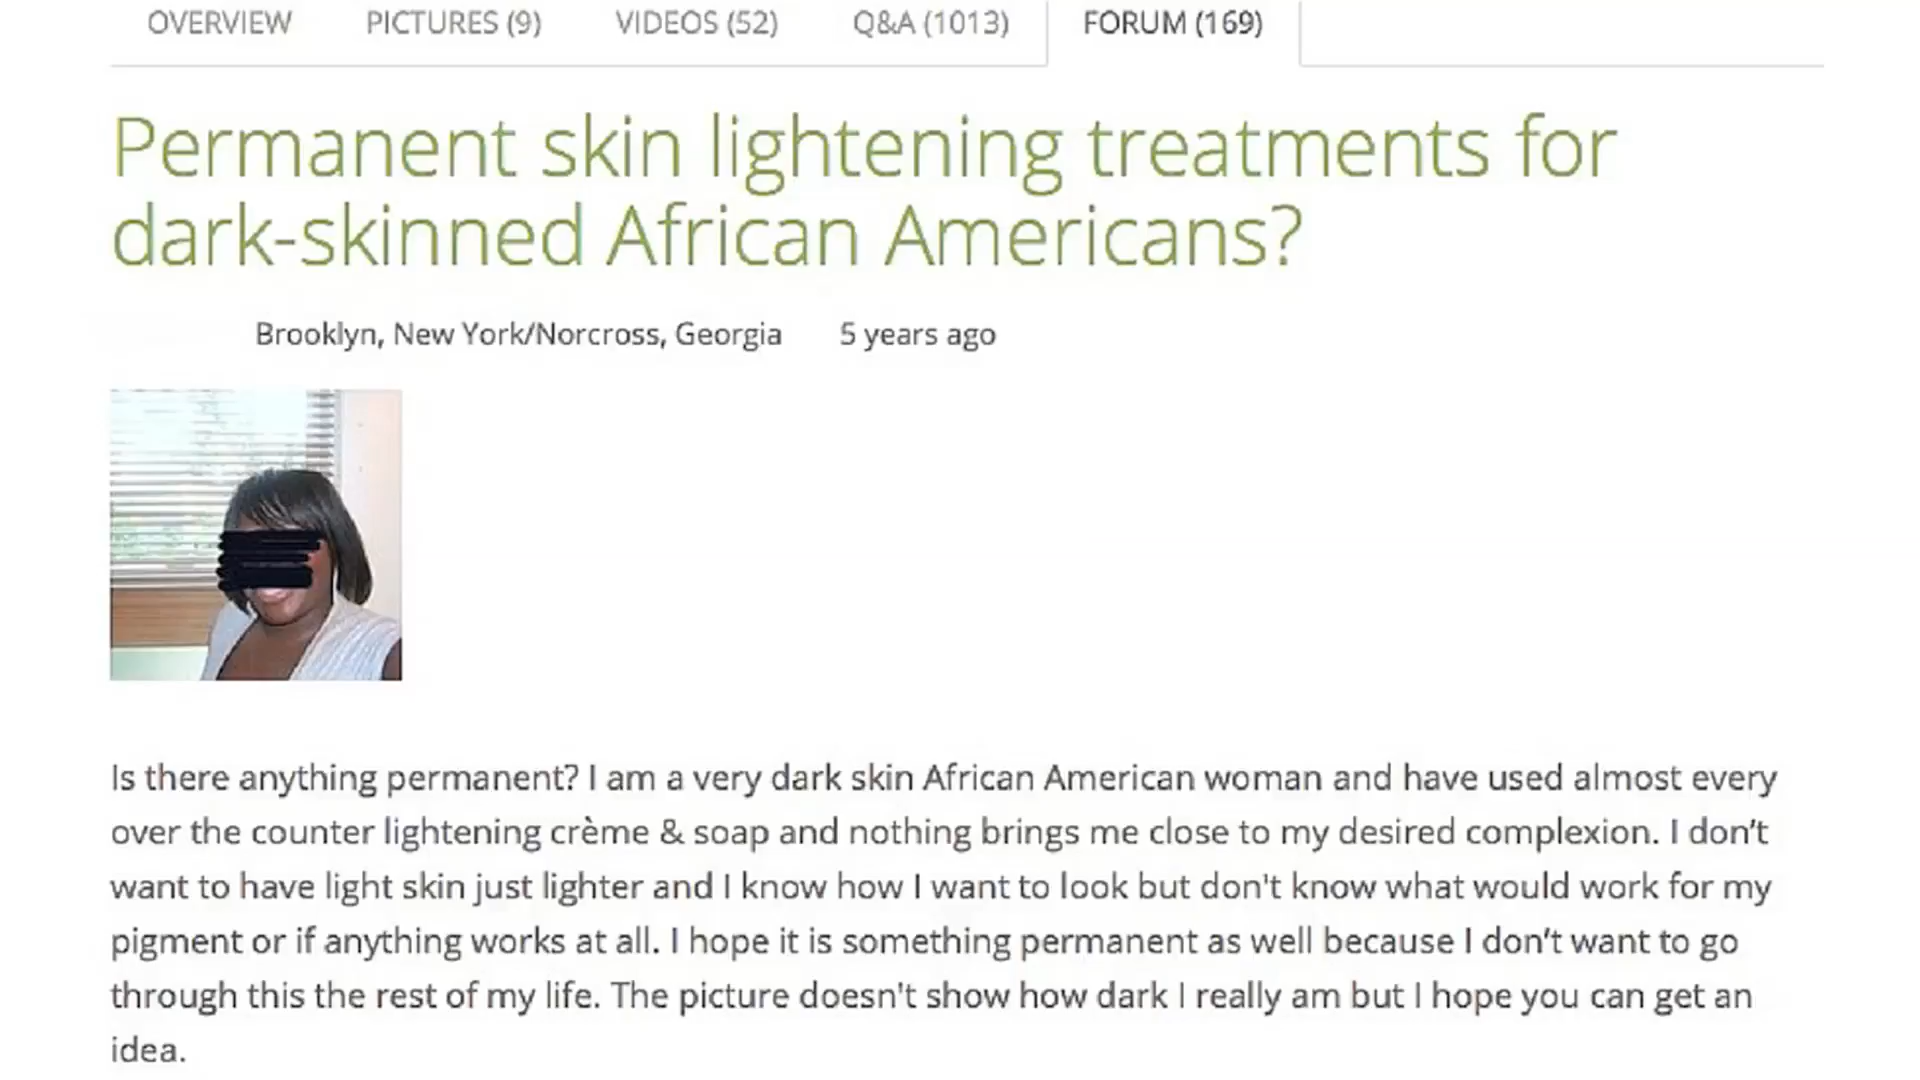 OVERVIEW PICTURES (9) VIDEOS (52) Q&A (1013) FORUM (169)
Permanent skin lightening treatments for
dark-skinned African Americans?
Brooklyn, New York/Norcross, Georgia 5 years ago
Is there anything permanent? I am a very dark skin African American woman and have used almost every
over the counter lightening crème & soap and nothing brings me close to my desired complexion. I don’t
want to have light skin just lighter and I know how I want to look but don't know what would work for my
pigment or if anything works at all. I hope it is something permanent as well because I don’t want to go
through this the rest of my life. The picture doesn't show how dark I really am but I hope you can get an
idea.